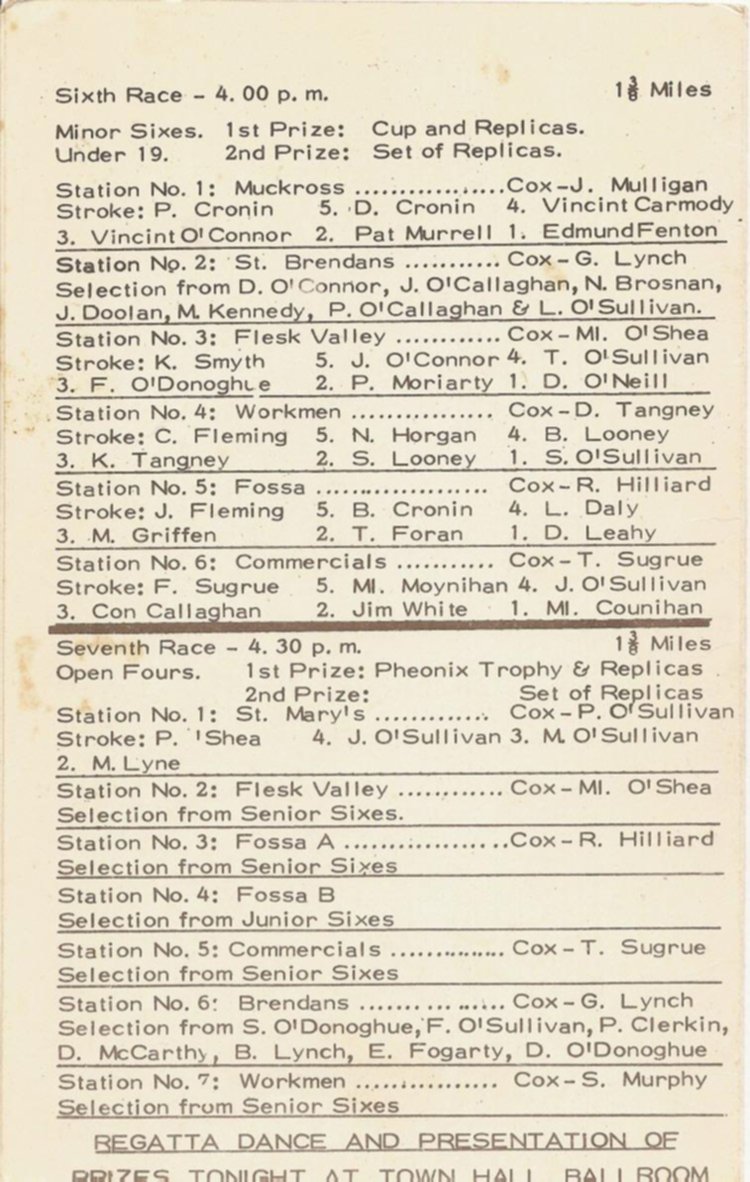 Sixth Race - 4. 00 p. m. 1⅜ Miles
Minor Sixes. 1st Prize: Cup and Replicas.
Under 19. 2nd Prize: Set of Replicas.
Station No. 1: Muckross .................Cox-J. Mulligan
Stroke: P. Cronin 5. D. Cronin 4. Vincint Carmody
3. Vincint O'Connor 2. Pat Murrell 1. Edmund Fenton
Station No. 2: St. Brendans ........... Cox-G. Lynch
Selection from D. O'Connor, J. O'Callaghan, N. Brosnan,
J. Doolan, M. Kennedy, P. O'Callaghan & L. O'Sullivan.
Station No. 3: Flesk Valley ............ Cox-Ml. O'Shea
Stroke: K. Smyth 5. J. O'Connor 4. T. O'Sullivan
3. F. O'Donoghue 2. P. Moriarty 1. D. O'Neill
Station No. 4: Workmen ................ Cox-D. Tangney
Stroke: C. Fleming 5. N. Horgan 4. B. Looney
3. K. Tangney 2. S. Looney 1. S. O'Sullivan
Station No. 5: Fossa ..................... Cox-R. Hilliard
Stroke: J. Fleming 5. B. Cronin 4. L. Daly
3. M. Griffen 2. T. Foran 1. D. Leahy
Station No. 6: Commercials ........... Cox-T. Sugrue
Stroke: F. Sugrue 5. Ml. Moynihan 4. J. O'Sullivan
3. Con Callaghan 2. Jim White 1. Ml. Counihan
Seventh Race - 4. 30 p. m. 1⅜ Miles
Open Fours. 1st Prize: Pheonix Trophy & Replicas .
2nd Prize: Set of Replicas
Station No. 1: St. Mary's ............. Cox-P. O'Sullivan
Stroke: P. 'Shea 4. J. O'Sullivan 3. M. O'Sullivan
2. M. Lyne
Station No. 2: Flesk Valley ............ Cox-Ml. O'Shea
Selection from Senior Sixes.
Station No. 3: Fossa A ..................Cox-R. Hilliard
Selection from Senior Sixes
Station No. 4: Fossa B
Selection from Junior Sixes
Station No. 5: Commercials .............. Cox-T. Sugrue
Selection from Senior Sixes
Station No. 6: Brendans ................ Cox-G. Lynch
Selection from S. O'Donoghue, F. O'Sullivan, P. Clerkin,
D. McCarthy, B. Lynch, E. Fogarty, D. O'Donoghue
Station No. 7: Workmen ................ Cox-S. Murphy
Selection from Senior Sixes
REGATTA DANCE AND PRESENTATION OF
PRIZES TONIGHT AT TOWN HALL BALLROOM